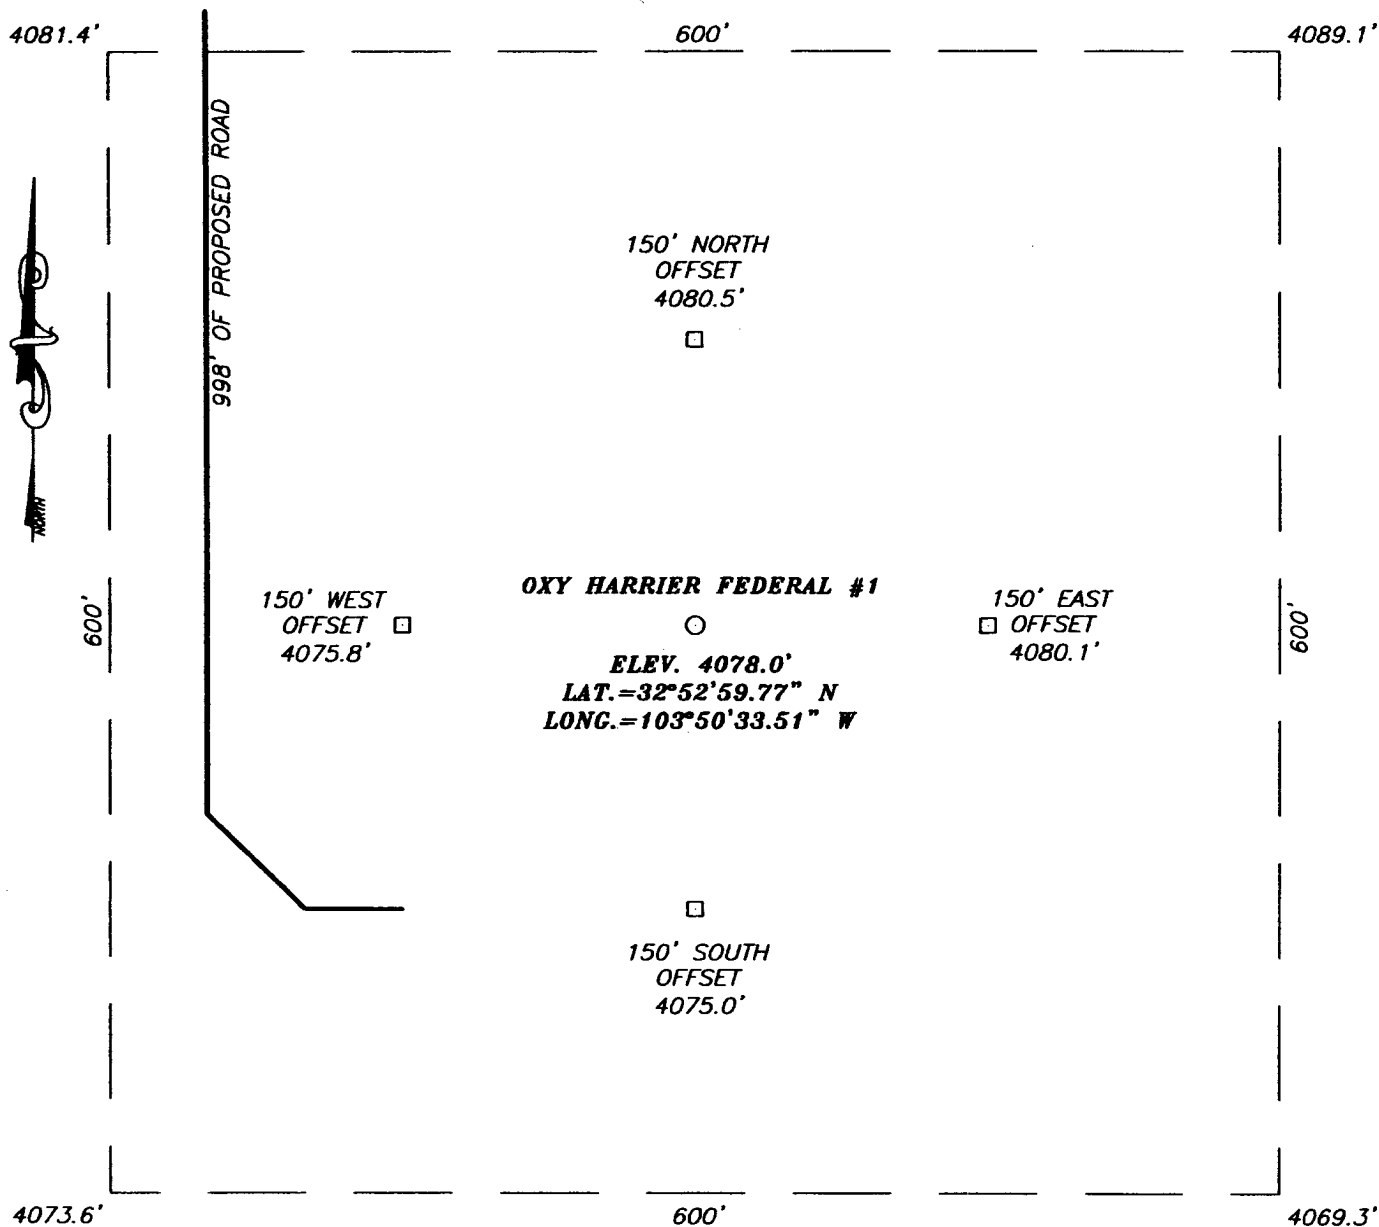 4081.4'
600'
4089.1'
998' OF PROPOSED ROAD
150' NORTH
OFFSET
4080.5'
NORTH
600'
150' WEST
OFFSET
4075.8'
OXY HARRIER FEDERAL #1
ELEV. 4078.0'
LAT.=32°52'59.77" N
LONG.=103°50'33.51" W
150' EAST
OFFSET
4080.1'
600'
150' SOUTH
OFFSET
4075.0'
4073.6'
600'
4069.3'